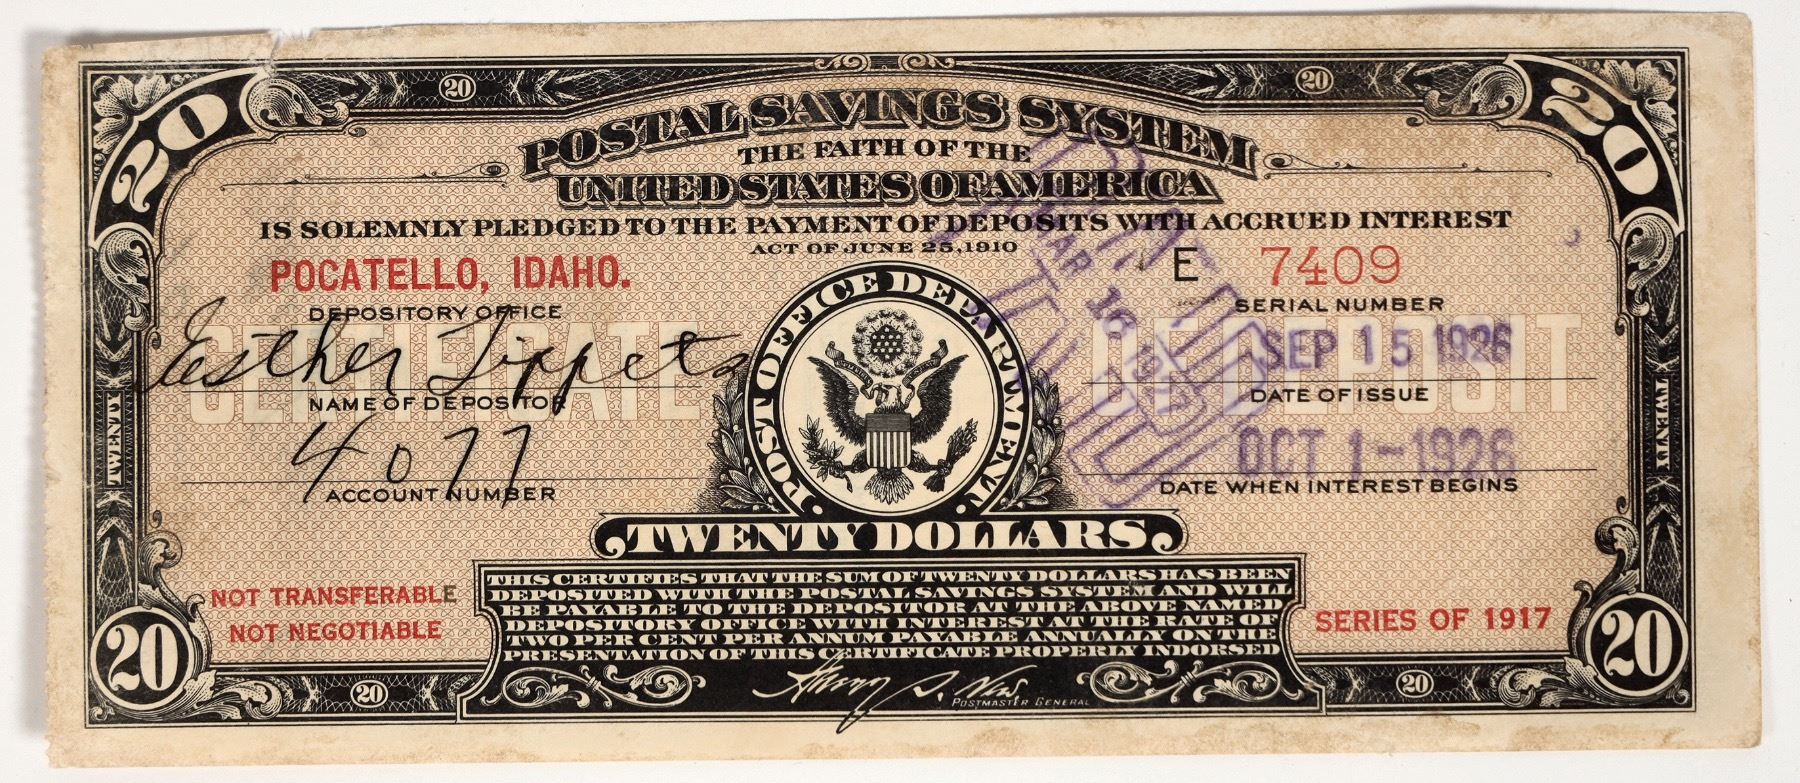 20 20 20 20
POSTAL SAVINGS SYSTEM
THE FAITH OF THE
UNITED STATES OF AMERICA
IS SOLEMNLY PLEDGED TO THE PAYMENT OF DEPOSITS WITH ACCRUED INTEREST
ACT OF JUNE 25, 1910
POCATELLO, IDAHO.
DEPOSITORY OFFICE
E 7409
SERIAL NUMBER
CERTIFICATE OF DEPOSIT
Esther Tippets
NAME OF DEPOSITOR
SEP 15 1926
DATE OF ISSUE
4077
ACCOUNT NUMBER
OCT 1-1926
DATE WHEN INTEREST BEGINS
PAID
MAR 16
POST OFFICE DEPARTMENT
TWENTY
TWENTY
TWENTY DOLLARS
NOT TRANSFERABLE
NOT NEGOTIABLE
THIS CERTIFIES THAT THE SUM OF TWENTY DOLLARS HAS BEEN
DEPOSITED WITH THE POSTAL SAVINGS SYSTEM AND WILL
BE PAYABLE TO THE DEPOSITOR AT THE ABOVE NAMED
DEPOSITORY OFFICE WITH INTEREST AT THE RATE OF
TWO PER CENT PER ANNUM PAYABLE ANNUALLY ON THE
PRESENTATION OF THIS CERTIFICATE PROPERLY INDORSED
SERIES OF 1917
Harry S. New
POSTMASTER GENERAL
20 20 20 20